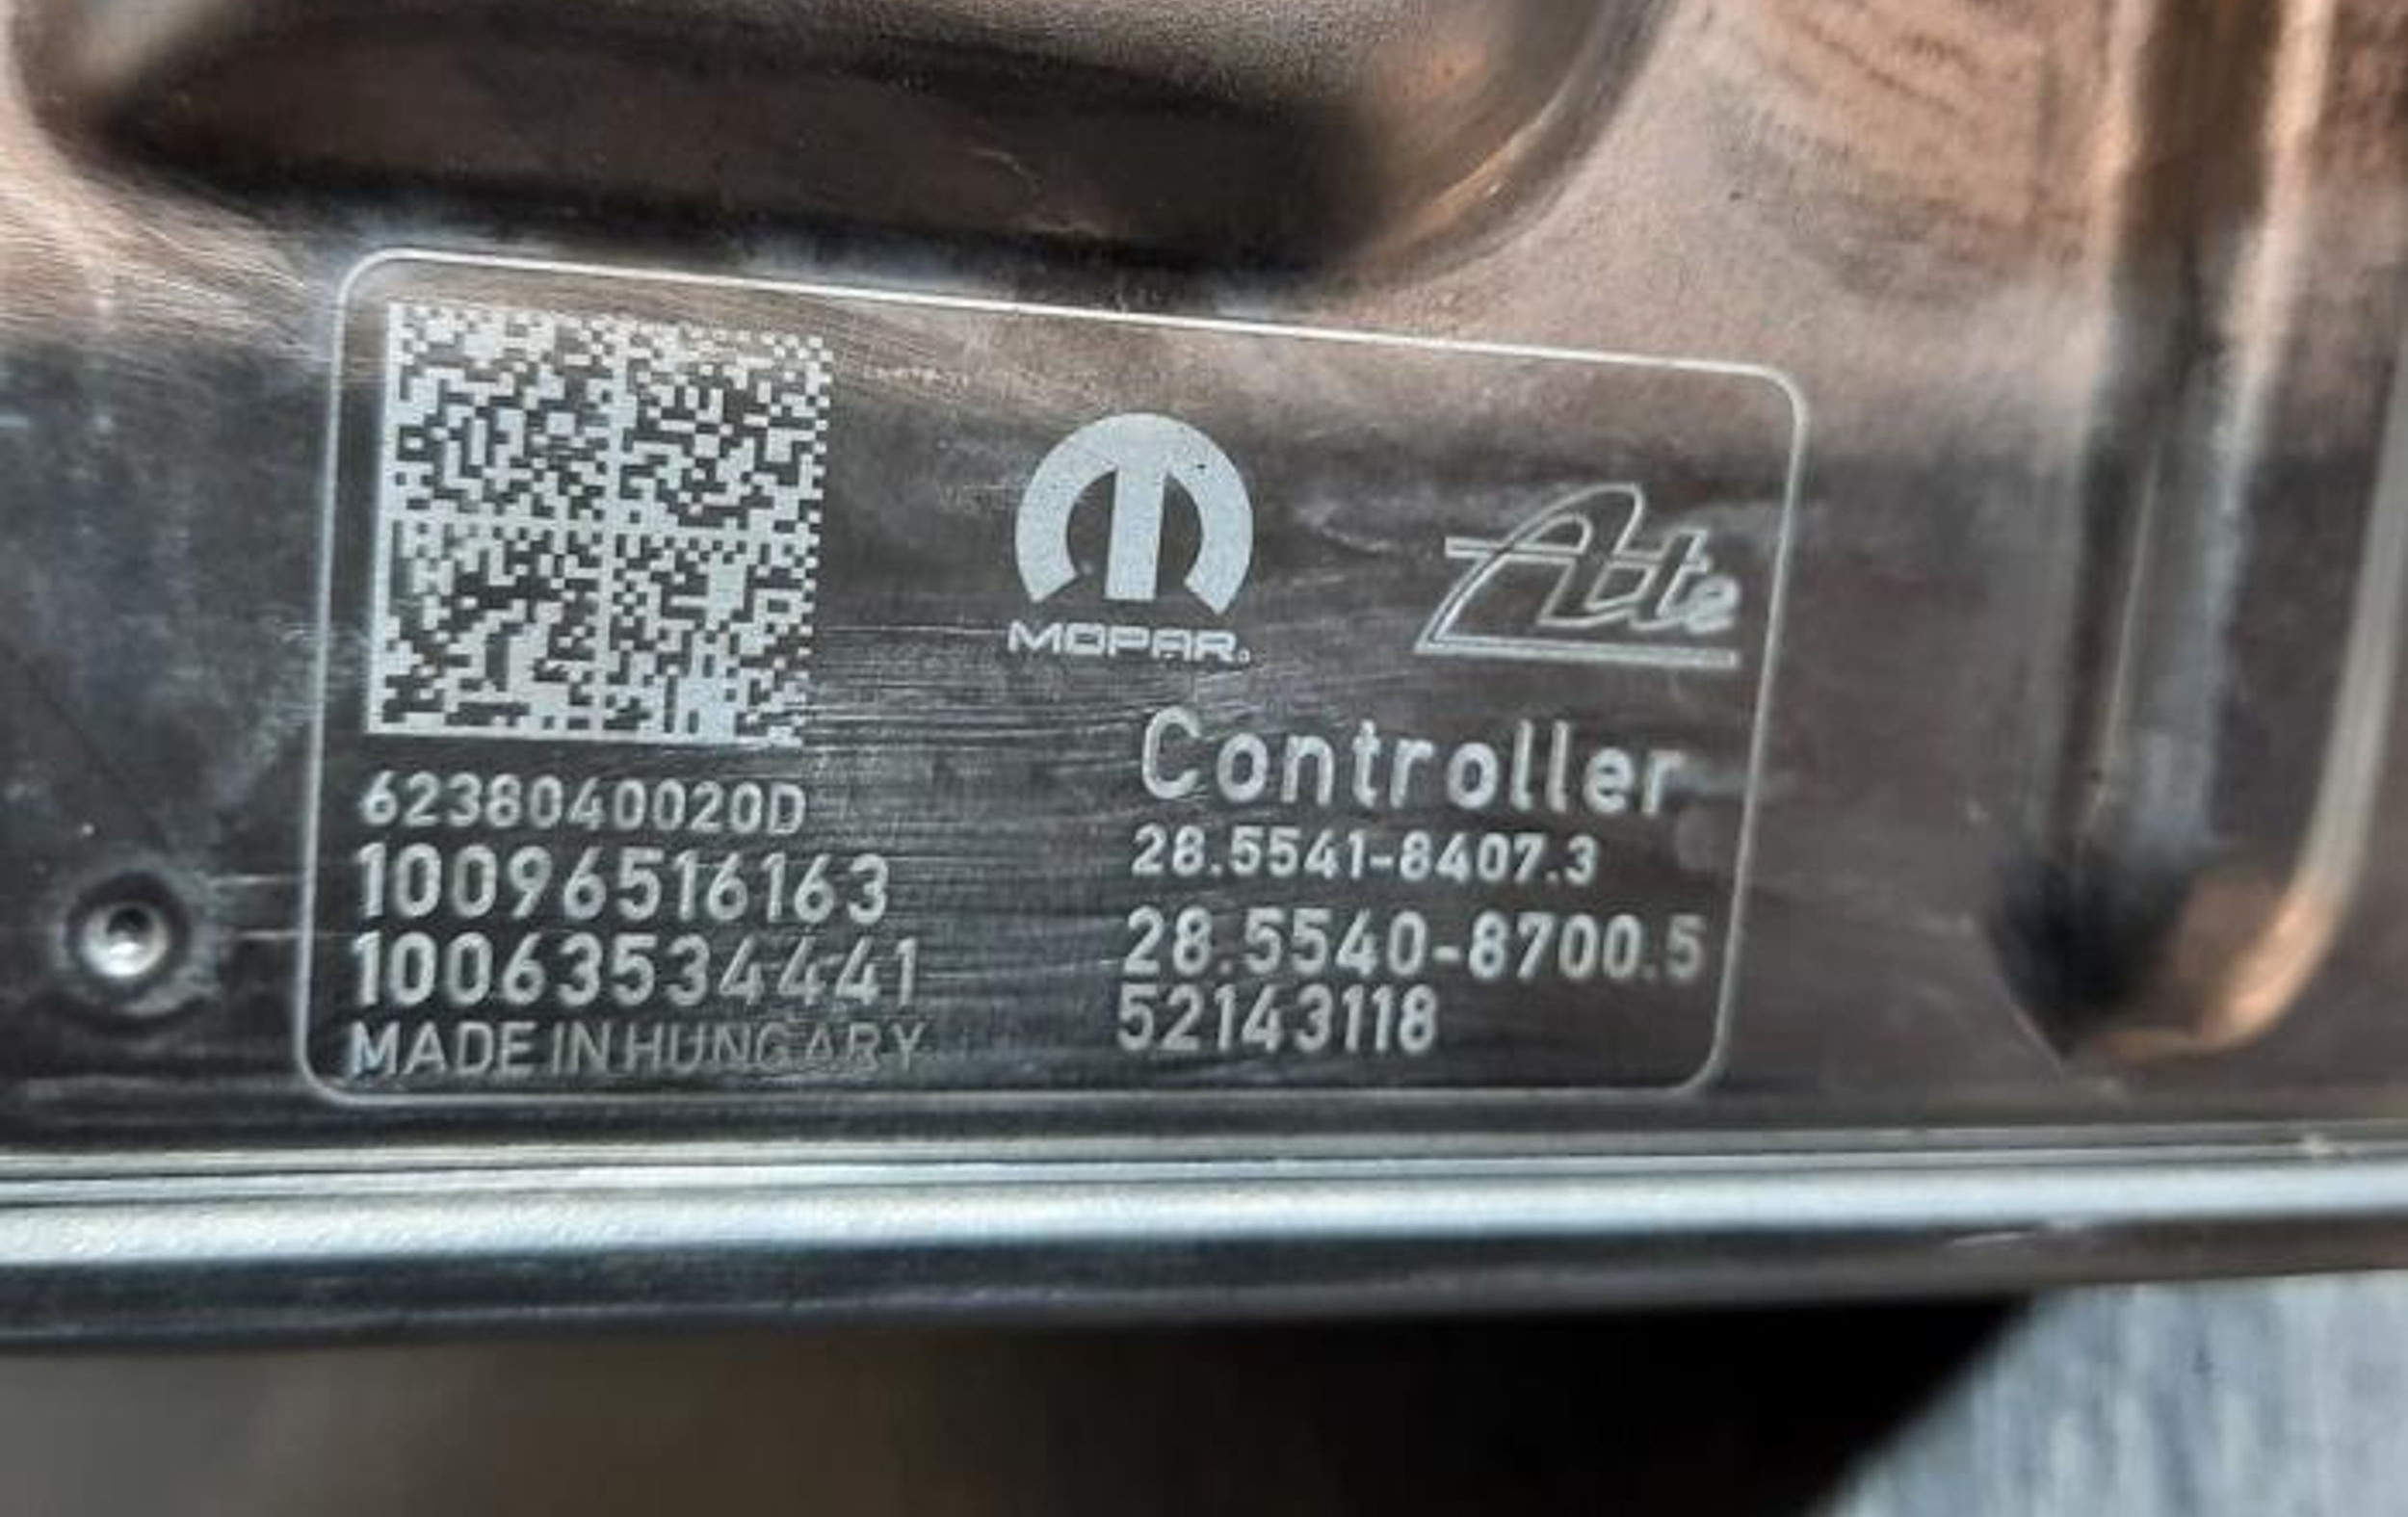 MOPAR®
Ate
Controller
6238040020D
28.5541-8407.3
10096516163
28.5540-8700.5
10063534441
52143118
MADE IN HUNGARY